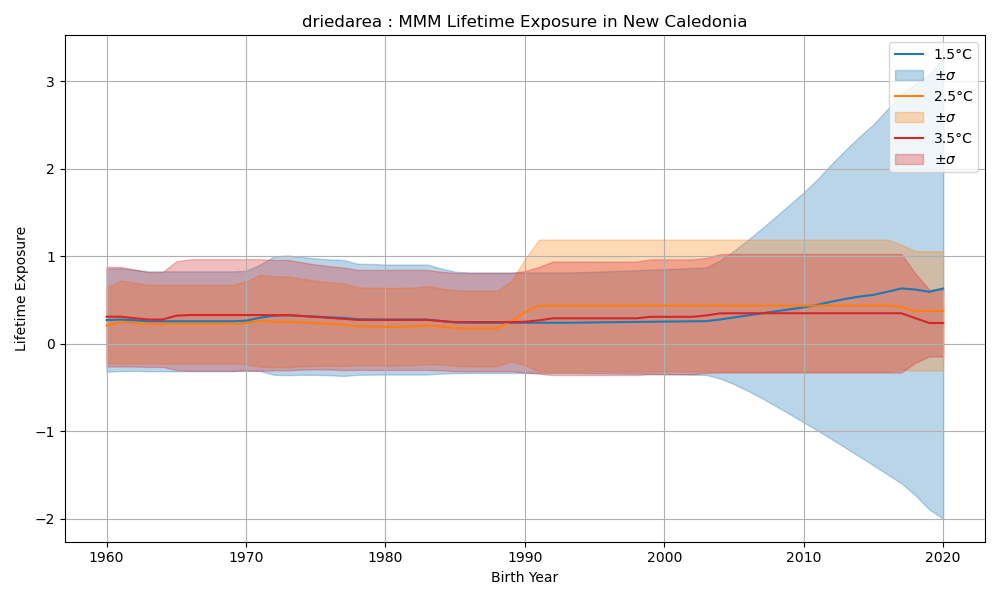 driedarea : MMM Lifetime Exposure in New Caledonia
1.5°C
±σ
2.5°C
±σ
3.5°C
±σ
3
2
1
0
−1
−2
Lifetime Exposure
1960 1970 1980 1990 2000 2010 2020
Birth Year